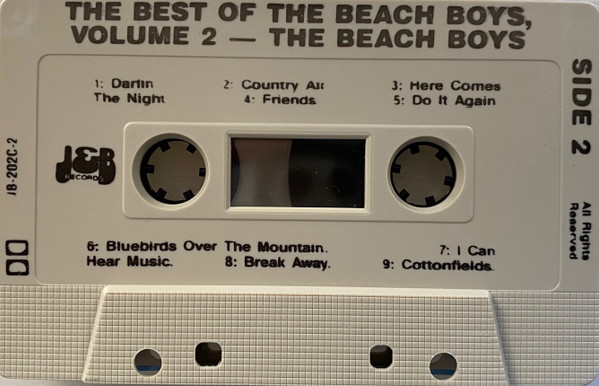 THE BEST OF THE BEACH BOYS,
VOLUME 2 — THE BEACH BOYS
1: Darlin 2: Country Air 3: Here Comes
The Night 4: Friends 5: Do It Again
SIDE 2
JB-202C-2
J&B
RECORDS
All Rights
Reserved
6: Bluebirds Over The Mountain. 7: I Can
Hear Music. 8: Break Away. 9: Cottonfields.